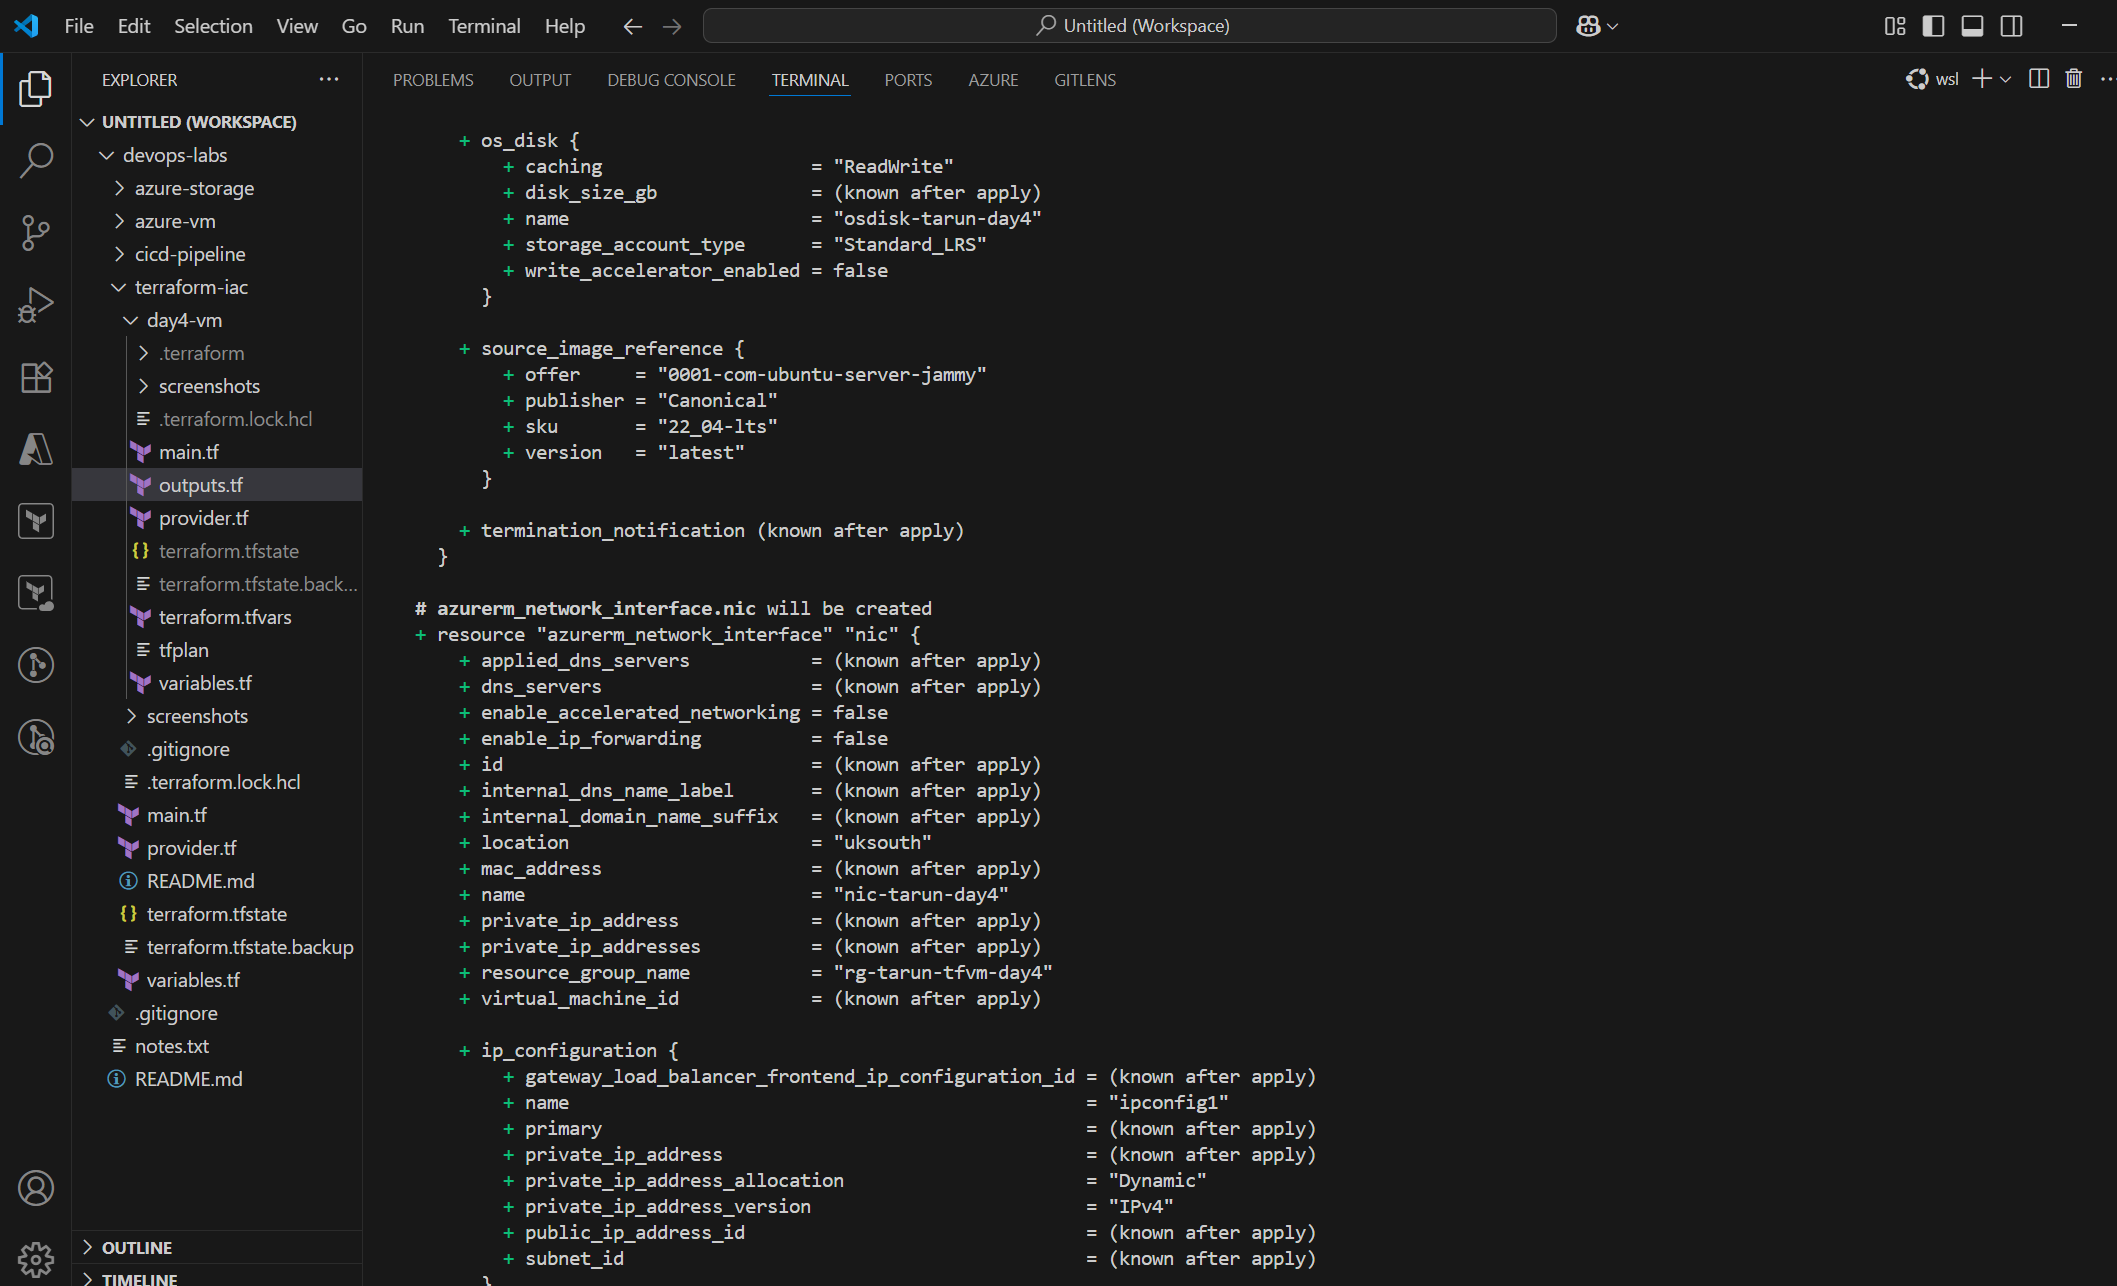 File Edit Selection View Go Run Terminal Help
Untitled (Workspace)
EXPLORER
UNTITLED (WORKSPACE)
devops-labs
azure-storage
azure-vm
cicd-pipeline
terraform-iac
day4-vm
.terraform
screenshots
.terraform.lock.hcl
main.tf
outputs.tf
provider.tf
terraform.tfstate
terraform.tfstate.back...
terraform.tfvars
tfplan
variables.tf
screenshots
.gitignore
.terraform.lock.hcl
main.tf
provider.tf
README.md
terraform.tfstate
terraform.tfstate.backup
variables.tf
.gitignore
notes.txt
README.md
OUTLINE
TIMELINE
PROBLEMS OUTPUT DEBUG CONSOLE TERMINAL PORTS AZURE GITLENS
wsl
+ os_disk {
+ caching = "ReadWrite"
+ disk_size_gb = (known after apply)
+ name = "osdisk-tarun-day4"
+ storage_account_type = "Standard_LRS"
+ write_accelerator_enabled = false
}
+ source_image_reference {
+ offer = "0001-com-ubuntu-server-jammy"
+ publisher = "Canonical"
+ sku = "22_04-lts"
+ version = "latest"
}
+ termination_notification (known after apply)
}
# azurerm_network_interface.nic will be created
+ resource "azurerm_network_interface" "nic" {
+ applied_dns_servers = (known after apply)
+ dns_servers = (known after apply)
+ enable_accelerated_networking = false
+ enable_ip_forwarding = false
+ id = (known after apply)
+ internal_dns_name_label = (known after apply)
+ internal_domain_name_suffix = (known after apply)
+ location = "uksouth"
+ mac_address = (known after apply)
+ name = "nic-tarun-day4"
+ private_ip_address = (known after apply)
+ private_ip_addresses = (known after apply)
+ resource_group_name = "rg-tarun-tfvm-day4"
+ virtual_machine_id = (known after apply)
+ ip_configuration {
+ gateway_load_balancer_frontend_ip_configuration_id = (known after apply)
+ name = "ipconfig1"
+ primary = (known after apply)
+ private_ip_address = (known after apply)
+ private_ip_address_allocation = "Dynamic"
+ private_ip_address_version = "IPv4"
+ public_ip_address_id = (known after apply)
+ subnet_id = (known after apply)
}